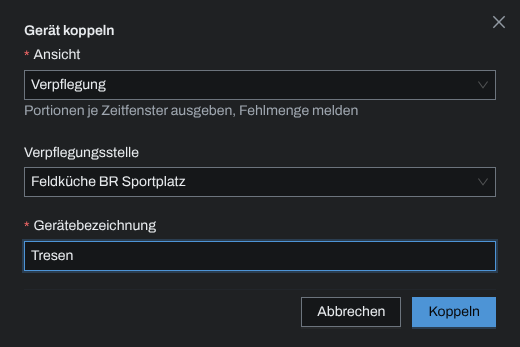 Gerät koppeln
* Ansicht
Verpflegung
Portionen je Zeitfenster ausgeben, Fehlmenge melden
Verpflegungsstelle
Feldküche BR Sportplatz
* Gerätebezeichnung
Tresen
Abbrechen Koppeln